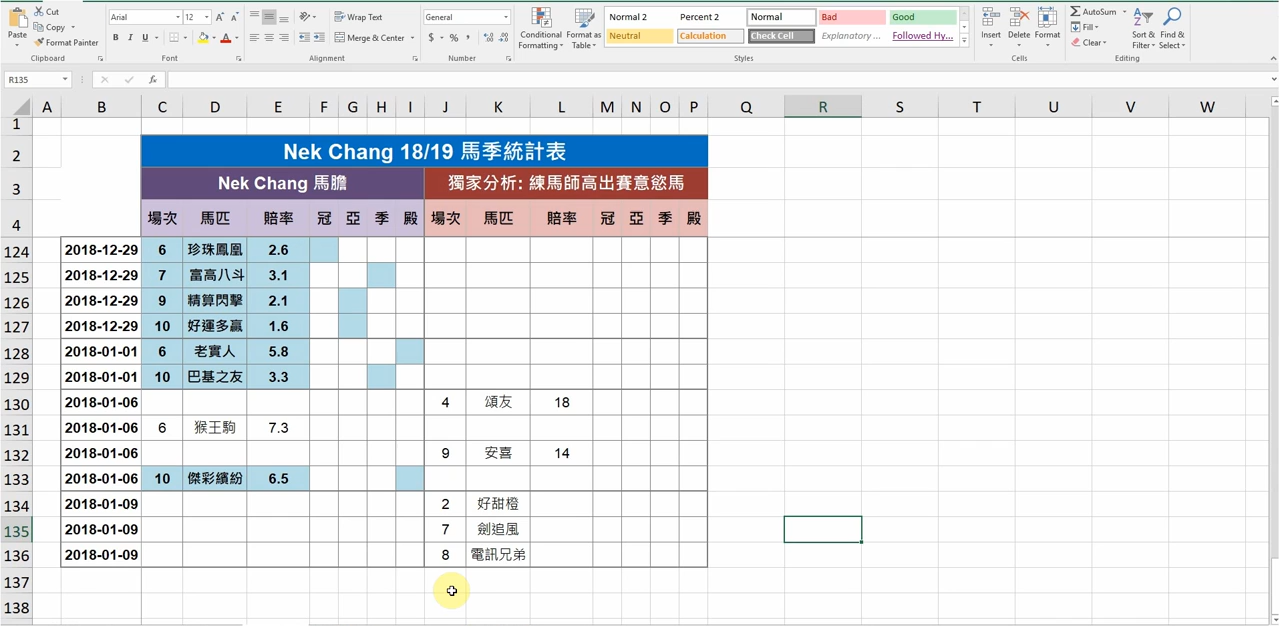 Cut
Copy
Format Painter
Paste
Clipboard
Arial 12
B I U
Font
Wrap Text
Merge & Center
Alignment
General
$ % ,
Number
Conditional Formatting
Format as Table
Normal 2 Percent 2 Normal Bad Good
Neutral Calculation Check Cell Explanatory ... Followed Hy...
Styles
Insert Delete Format
Cells
AutoSum
Fill
Clear
Sort & Filter
Find & Select
Editing
R135 fx
A B C D E F G H I J K L M N O P Q R S T U V W
1
2 Nek Chang 18/19 馬季統計表
3 Nek Chang 馬膽 獨家分析: 練馬師高出賽意慾馬
4 場次 馬匹 賠率 冠 亞 季 殿 場次 馬匹 賠率 冠 亞 季 殿
124 2018-12-29 6 珍珠鳳凰 2.6
125 2018-12-29 7 富高八斗 3.1
126 2018-12-29 9 精算閃擊 2.1
127 2018-12-29 10 好運多贏 1.6
128 2018-01-01 6 老實人 5.8
129 2018-01-01 10 巴基之友 3.3
130 2018-01-06 4 頌友 18
131 2018-01-06 6 猴王駒 7.3
132 2018-01-06 9 安喜 14
133 2018-01-06 10 傑彩繽紛 6.5
134 2018-01-09 2 好甜橙
135 2018-01-09 7 劍追風
136 2018-01-09 8 電訊兄弟
137
138